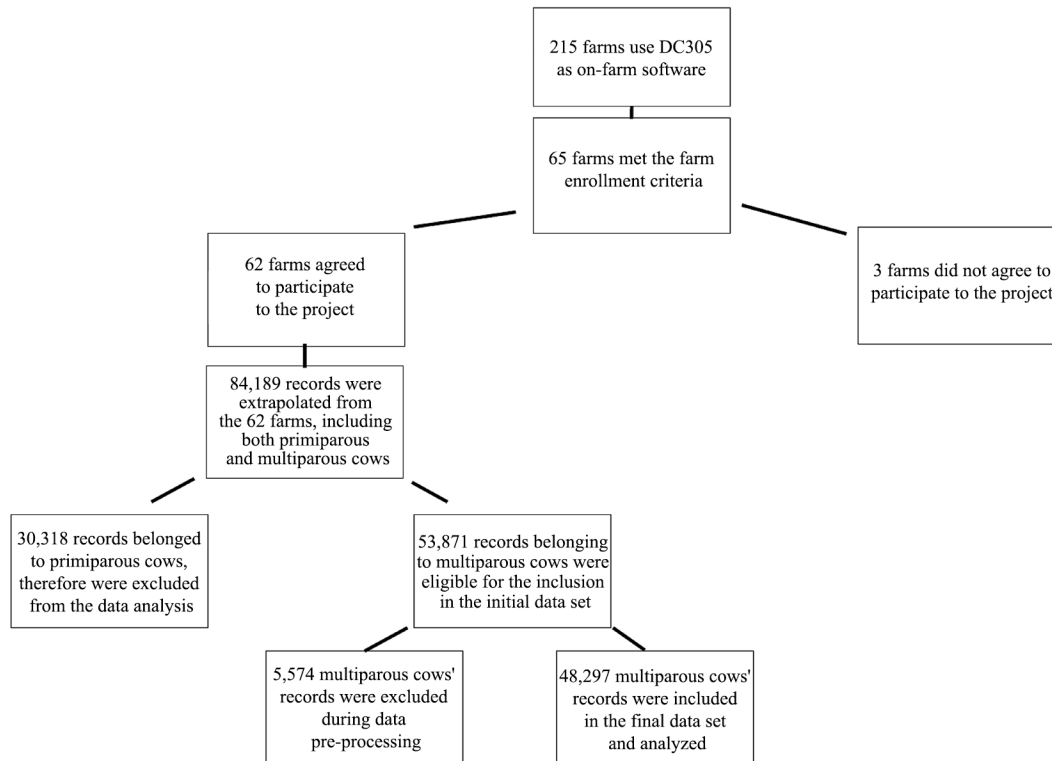 215 farms use DC305
as on-farm software
65 farms met the farm
enrollment criteria
62 farms agreed
to participate
to the project
3 farms did not agree to
participate to the project
84,189 records were
extrapolated from
the 62 farms, including
both primiparous
and multiparous cows
30,318 records belonged
to primiparous cows,
therefore were excluded
from the data analysis
53,871 records belonging
to multiparous cows were
eligible for the inclusion
in the initial data set
5,574 multiparous cows'
records were excluded
during data
pre-processing
48,297 multiparous cows'
records were included
in the final data set
and analyzed